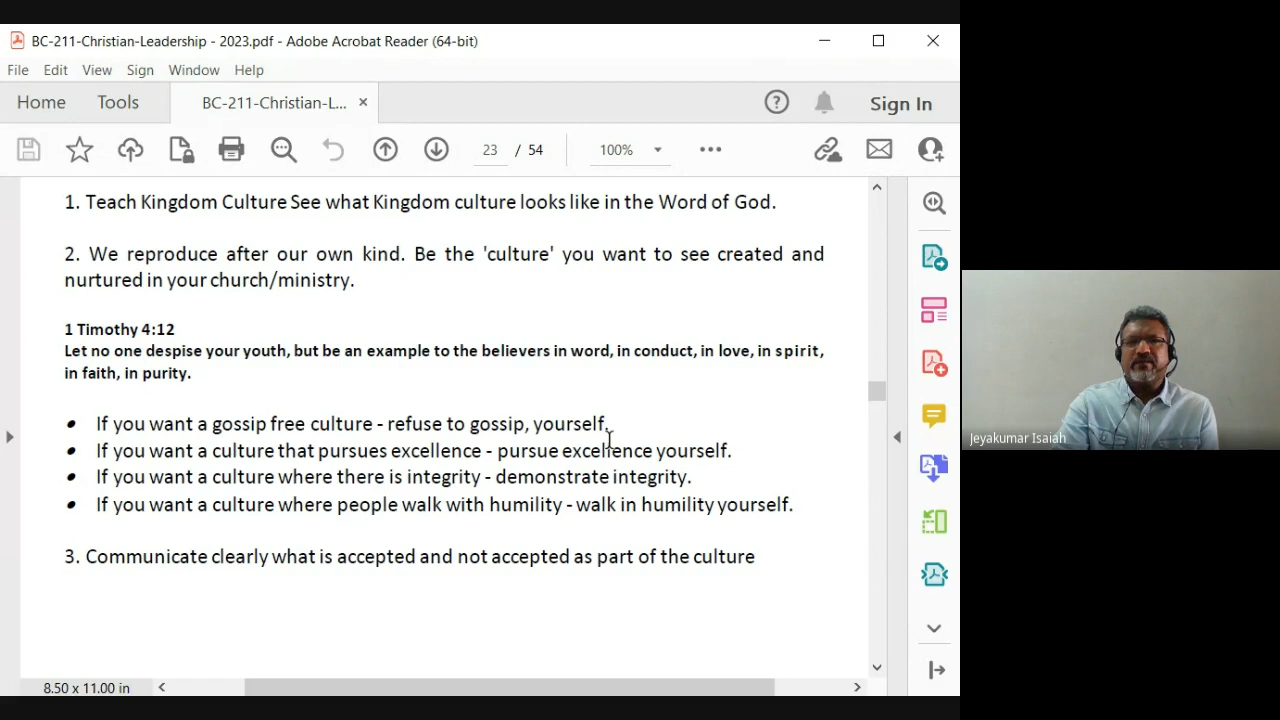 BC-211-Christian-Leadership - 2023.pdf - Adobe Acrobat Reader (64-bit)
File Edit View Sign Window Help
Home Tools BC-211-Christian-L... × Sign In
23 / 54 100%
1. Teach Kingdom Culture See what Kingdom culture looks like in the Word of God.
2. We reproduce after our own kind. Be the 'culture' you want to see created and
nurtured in your church/ministry.
1 Timothy 4:12
Let no one despise your youth, but be an example to the believers in word, in conduct, in love, in spirit,
in faith, in purity.
• If you want a gossip free culture - refuse to gossip, yourself.
• If you want a culture that pursues excellence - pursue excellence yourself.
• If you want a culture where there is integrity - demonstrate integrity.
• If you want a culture where people walk with humility - walk in humility yourself.
3. Communicate clearly what is accepted and not accepted as part of the culture
8.50 x 11.00 in
Jeyakumar Isaiah